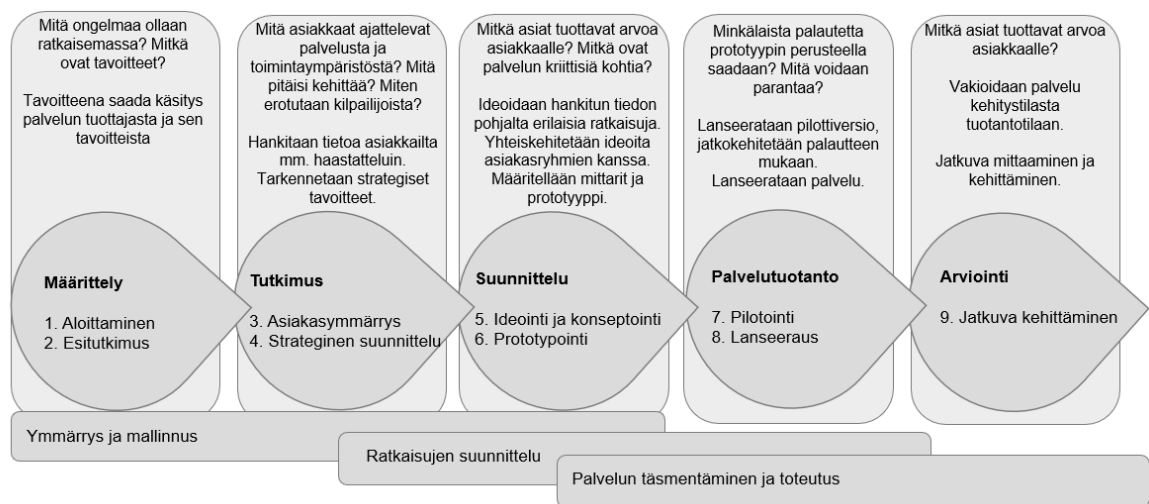 Mitä ongelmaa ollaan
ratkaisemassa? Mitkä
ovat tavoitteet?
Tavoitteena saada käsitys
palvelun tuottajasta ja sen
tavoitteista
Määrittely
1. Aloittaminen
2. Esitutkimus
Mitä asiakkaat ajattelevat
palvelusta ja
toimintaympäristöstä? Mitä
pitäisi kehittää? Miten
erotutaan kilpailijoista?
Hankitaan tietoa asiakkailta
mm. haastatteluin.
Tarkennetaan strategiset
tavoitteet.
Tutkimus
3. Asiakasymmärrys
4. Strateginen suunnittelu
Mitkä asiat tuottavat arvoa
asiakkaalle? Mitkä ovat
palvelun kriittisiä kohtia?
Ideoidaan hankitun tiedon
pohjalta erilaisia ratkaisuja.
Yhteiskehitetään ideoita
asiakasryhmien kanssa.
Määritellään mittarit ja
prototyyppi.
Suunnittelu
5. Ideointi ja konseptointi
6. Prototypointi
Minkälaista palautetta
prototyypin perusteella
saadaan? Mitä voidaan
parantaa?
Lanseerataan pilottiversio,
jatkokehitetään palautteen
mukaan.
Lanseerataan palvelu.
Palvelutuotanto
7. Pilotointi
8. Lanseeraus
Mitkä asiat tuottavat arvoa
asiakkaalle?
Vakioidaan palvelu
kehitystilasta
tuotantotilaan.
Jatkuva mittaaminen ja
kehittäminen.
Arviointi
9. Jatkuva kehittäminen
Ymmärrys ja mallinnus
Ratkaisujen suunnittelu
Palvelun täsmentäminen ja toteutus